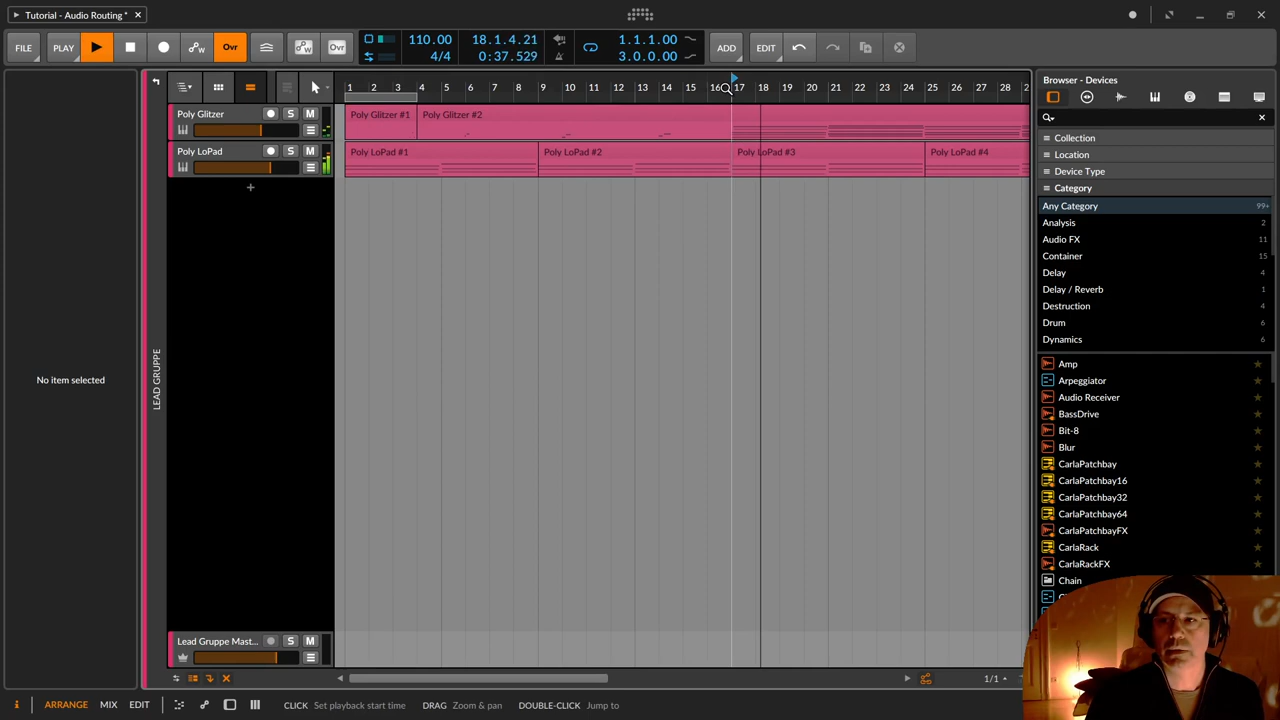 Tutorial - Audio Routing *
FILE
PLAY
Ovr
Ovr
110.00
4/4
18.1.4.21
0:37.529
1.1.1.00
3.0.0.00
ADD
EDIT
1 2 3 4 5 6 7 8 9 10 11 12 13 14 15 16 17 18 19 20 21 22 23 24 25 26 27 28 2
Poly Glitzer
S M
Poly Glitzer #1
Poly Glitzer #2
Poly LoPad
S M
Poly LoPad #1
Poly LoPad #2
Poly LoPad #3
Poly LoPad #4
No item selected
LEAD GRUPPE
Lead Gruppe Mast...
S M
1/1
Browser - Devices
Collection
Location
Device Type
Category
Any Category 99+
Analysis 2
Audio FX 11
Container 15
Delay 4
Delay / Reverb 1
Destruction 4
Drum 6
Dynamics 6
Amp
Arpeggiator
Audio Receiver
BassDrive
Bit-8
Blur
CarlaPatchbay
CarlaPatchbay16
CarlaPatchbay32
CarlaPatchbay64
CarlaPatchbayFX
CarlaRack
CarlaRackFX
Chain
i
ARRANGE
MIX
EDIT
CLICK Set playback start time
DRAG Zoom & pan
DOUBLE-CLICK Jump to